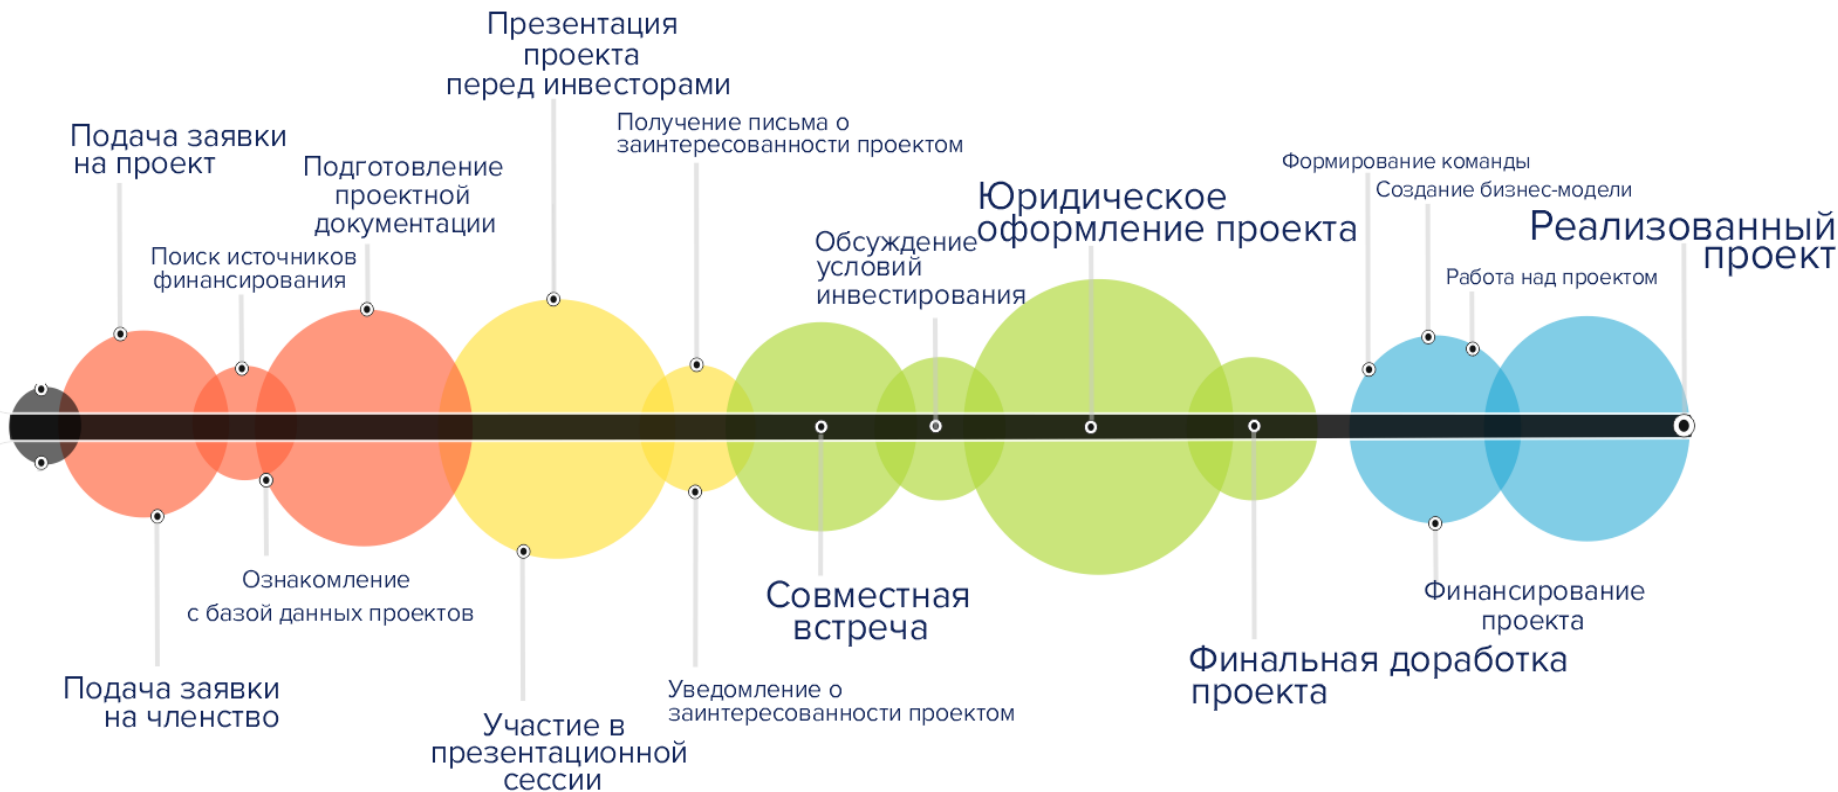 Презентация
проекта
перед инвесторами
Получение письма о
заинтересованности проектом
Подача заявки
на проект
Подготовление
проектной
документации
Поиск источников
финансирования
Юридическое
оформление проекта
Обсуждение
условий
инвестирования
Формирование команды
Создание бизнес-модели
Реализованный
проект
Работа над проектом
Ознакомление
с базой данных проектов
Подача заявки
на членство
Участие в
презентационной
сессии
Уведомление о
заинтересованности проектом
Совместная
встреча
Финальная доработка
проекта
Финансирование
проекта